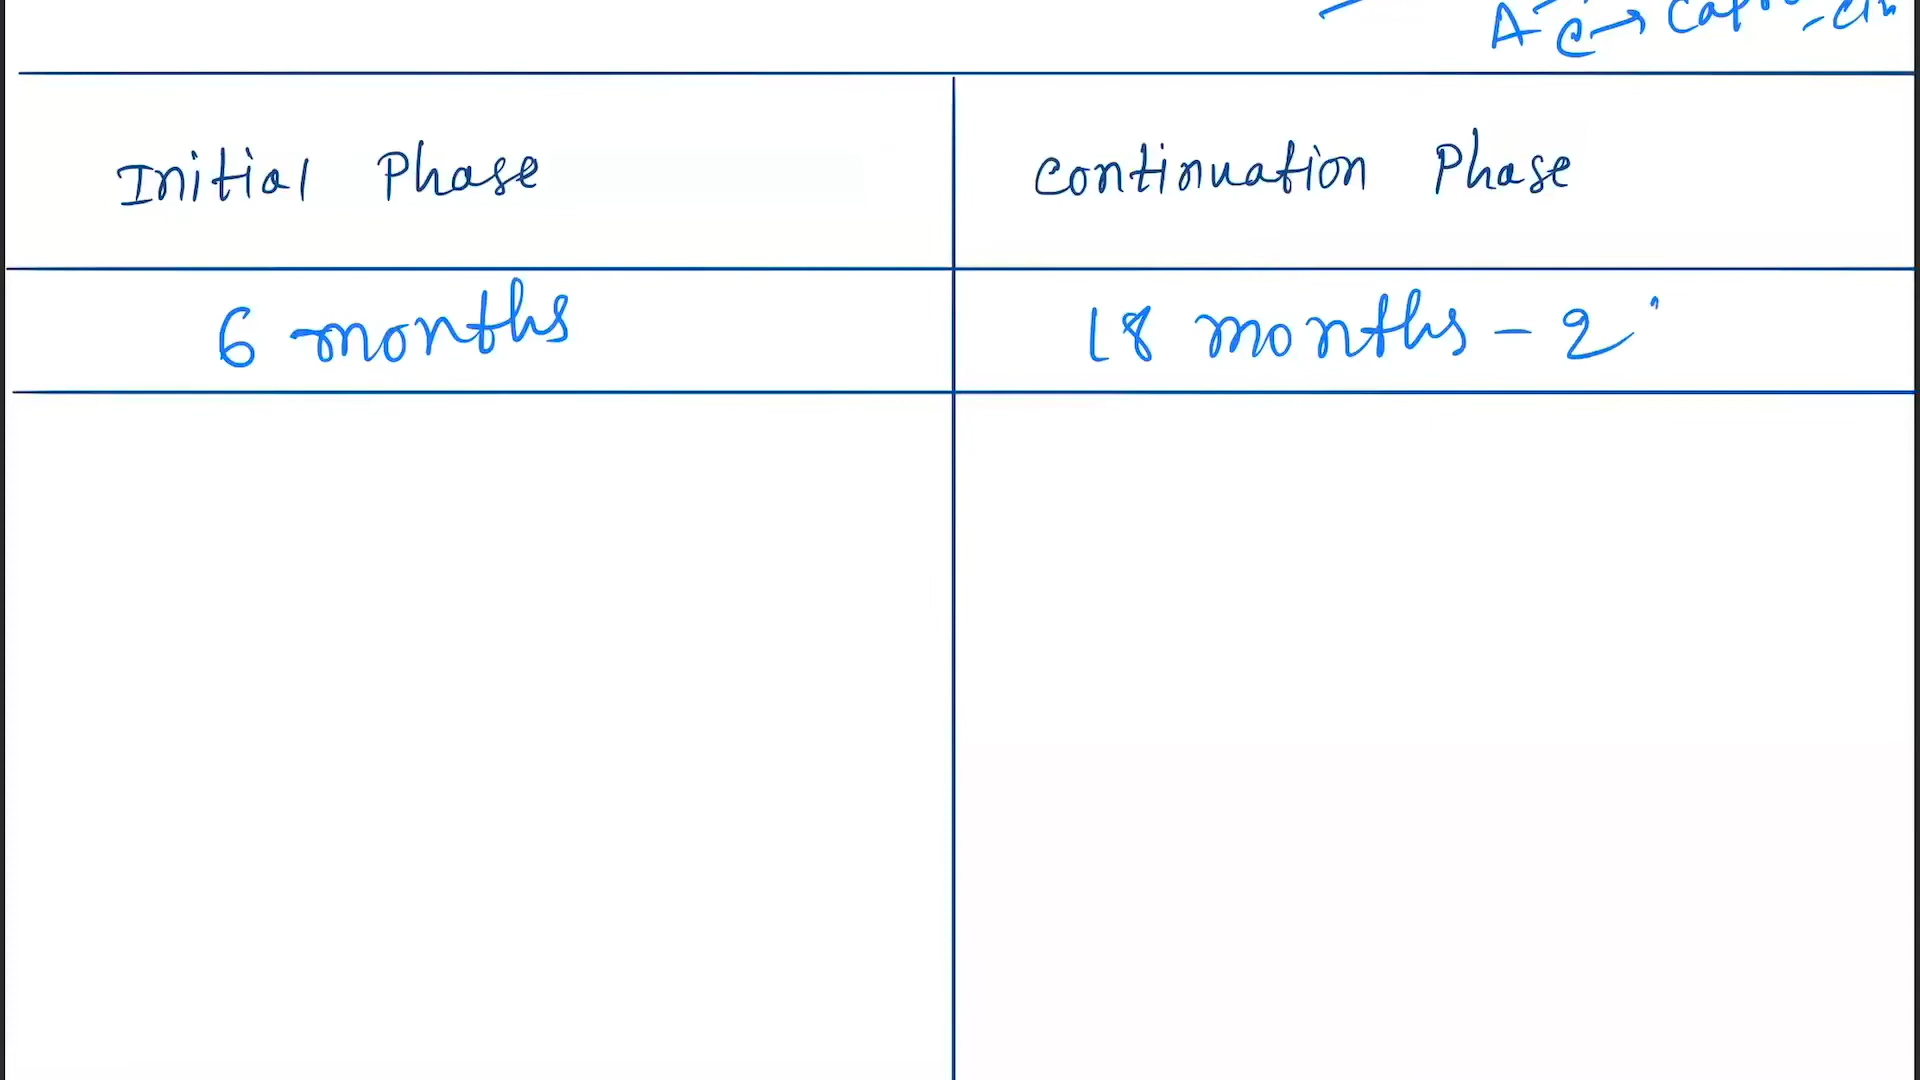 A C →
Initial Phase
Continuation Phase
6 months
18 months - 2